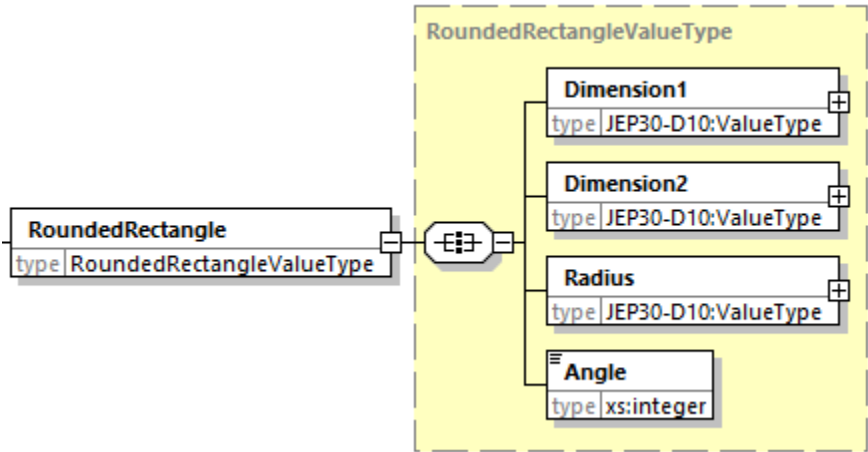 RoundedRectangleValueType
Dimension1
type JEP30-D10:ValueType
Dimension2
type JEP30-D10:ValueType
RoundedRectangle
type RoundedRectangleValueType
Radius
type JEP30-D10:ValueType
Angle
type xs:integer